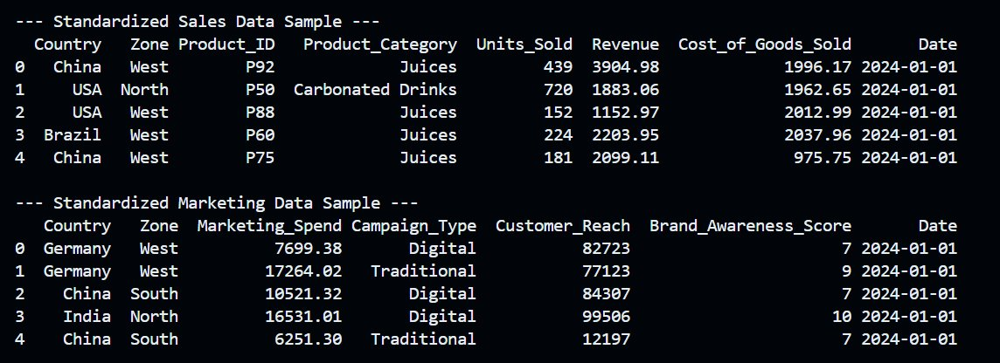 --- Standardized Sales Data Sample ---
Country Zone Product_ID Product_Category Units_Sold Revenue Cost_of_Goods_Sold Date
0 China West P92 Juices 439 3904.98 1996.17 2024-01-01
1 USA North P50 Carbonated Drinks 720 1883.06 1962.65 2024-01-01
2 USA West P88 Juices 152 1152.97 2012.99 2024-01-01
3 Brazil West P60 Juices 224 2203.95 2037.96 2024-01-01
4 China West P75 Juices 181 2099.11 975.75 2024-01-01
--- Standardized Marketing Data Sample ---
Country Zone Marketing_Spend Campaign_Type Customer_Reach Brand_Awareness_Score Date
0 Germany West 7699.38 Digital 82723 7 2024-01-01
1 Germany West 17264.02 Traditional 77123 9 2024-01-01
2 China South 10521.32 Digital 84307 7 2024-01-01
3 India North 16531.01 Digital 99506 10 2024-01-01
4 China South 6251.30 Traditional 12197 7 2024-01-01